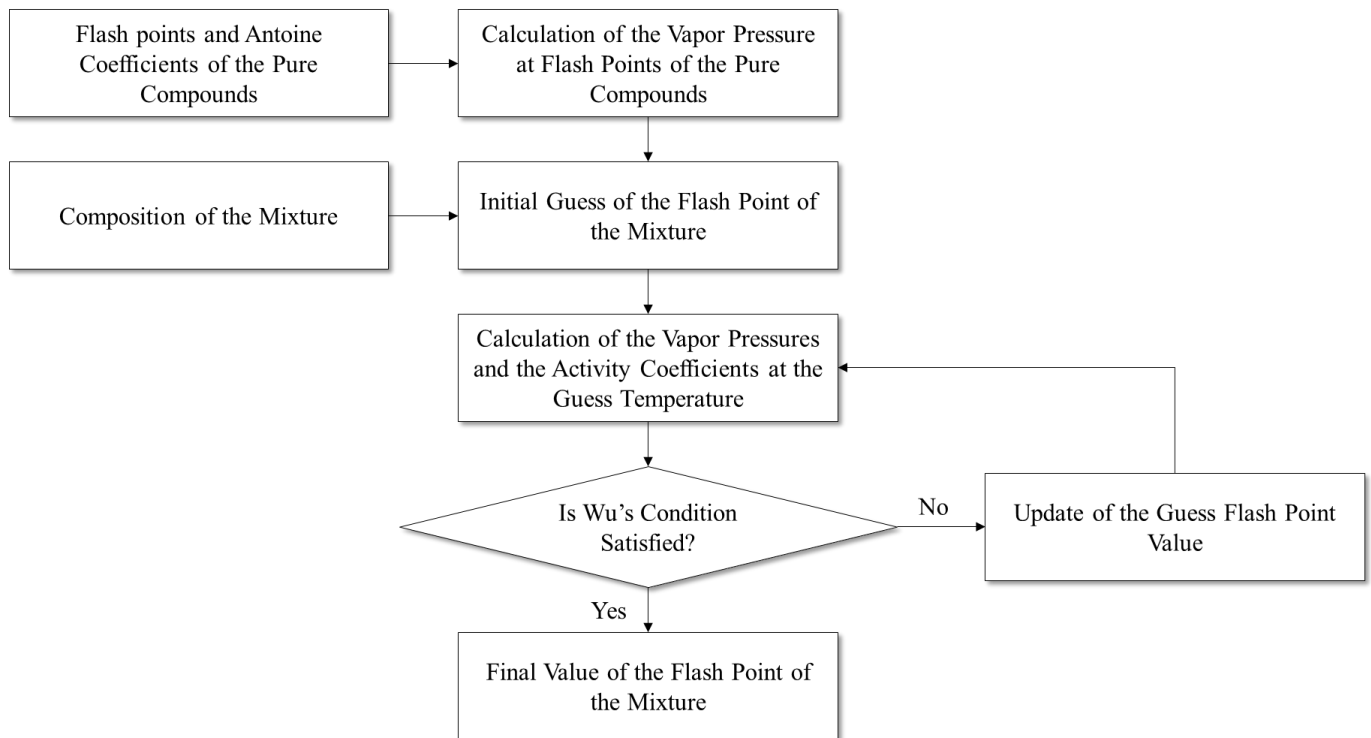 Flash points and Antoine
Coefficients of the Pure
Compounds
Calculation of the Vapor Pressure
at Flash Points of the Pure
Compounds
Composition of the Mixture
Initial Guess of the Flash Point of
the Mixture
Calculation of the Vapor Pressures
and the Activity Coefficients at the
Guess Temperature
Is Wu’s Condition
Satisfied?
No
Update of the Guess Flash Point
Value
Yes
Final Value of the Flash Point of
the Mixture